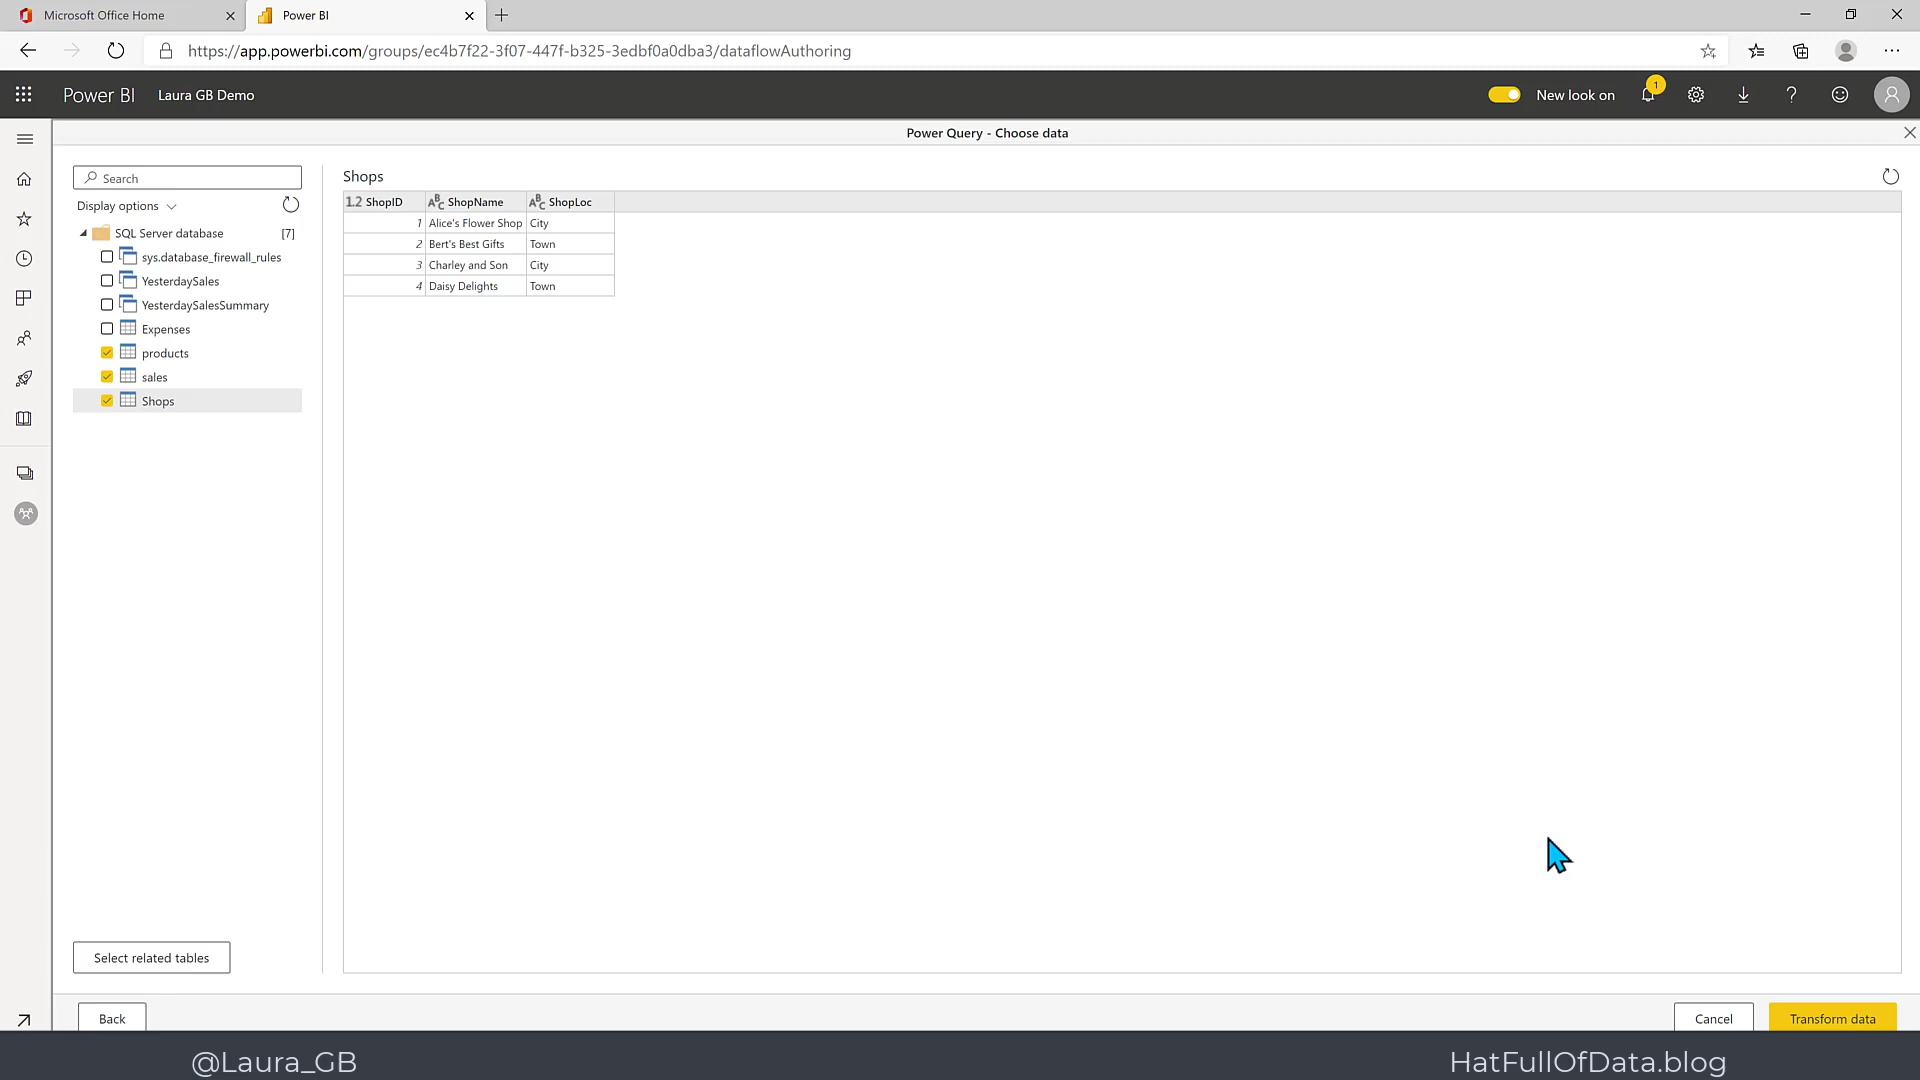 Microsoft Office Home
Power BI
https://app.powerbi.com/groups/ec4b7f22-3f07-447f-b325-3edbf0a0dba3/dataflowAuthoring
Power BI
Laura GB Demo
New look on
1
Power Query - Choose data
Search
Display options
SQL Server database [7]
sys.database_firewall_rules
YesterdaySales
YesterdaySalesSummary
Expenses
products
sales
Shops
Shops
1.2 ShopID ABC ShopName ABC ShopLoc
1 Alice's Flower Shop City
2 Bert's Best Gifts Town
3 Charley and Son City
4 Daisy Delights Town
Select related tables
Back
Cancel
Transform data
@Laura_GB
HatFullOfData.blog